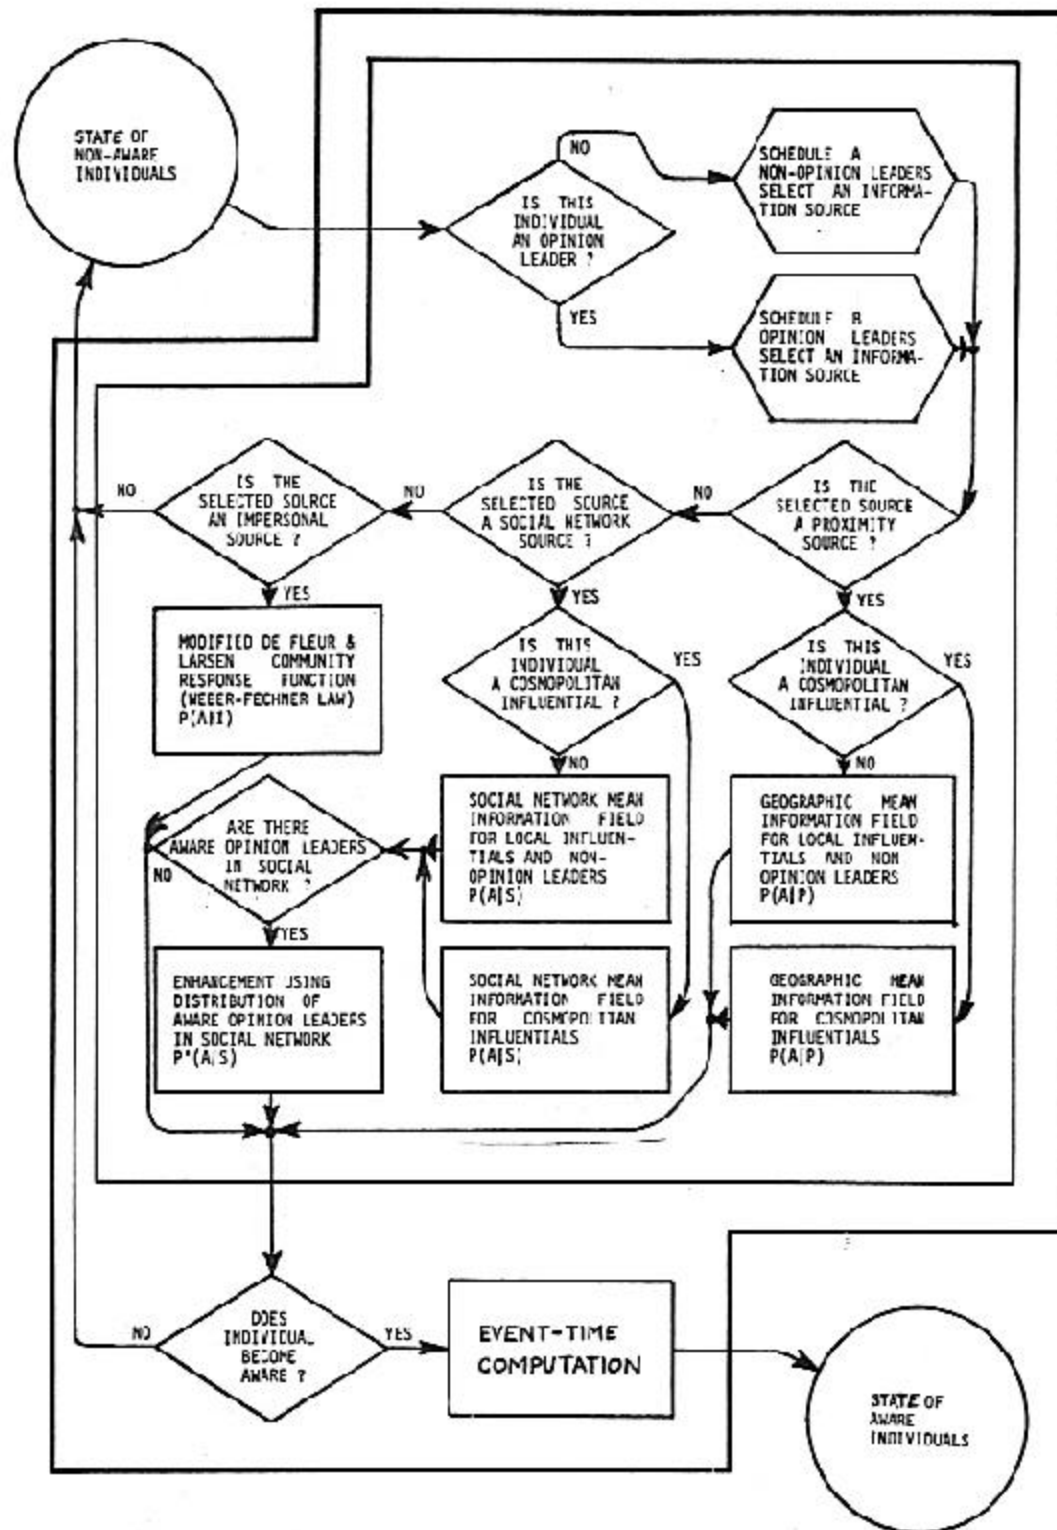 STATE OF
NON-AWARE
INDIVIDUALS
IS THIS
INDIVIDUAL
AN OPINION
LEADER ?
NO
YES
SCHEDULE A
NON-OPINION LEADERS
SELECT AN INFORMA-
TION SOURCE
SCHEDULE B
OPINION LEADERS
SELECT AN INFORMA-
TION SOURCE
IS THE
SELECTED SOURCE
A PROXIMITY
SOURCE ?
NO
YES
IS THE
SELECTED SOURCE
A SOCIAL NETWORK
SOURCE ?
NO
YES
IS THE
SELECTED SOURCE
AN IMPERSONAL
SOURCE ?
NO
YES
MODIFIED DE FLEUR &
LARSEN COMMUNITY
RESPONSE FUNCTION
(WEBER-FECHNER LAW)
P(A|I)
IS THIS
INDIVIDUAL
A COSMOPOLITAN
INFLUENTIAL ?
YES
NO
IS THIS
INDIVIDUAL
A COSMOPOLITAN
INFLUENTIAL ?
YES
NO
ARE THERE
AWARE OPINION LEADERS
IN SOCIAL
NETWORK ?
NO
YES
SOCIAL NETWORK MEAN
INFORMATION FIELD
FOR LOCAL INFLUEN-
TIALS AND NON-
OPINION LEADERS
P(A|S)
GEOGRAPHIC MEAN
INFORMATION FIELD
FOR LOCAL INFLUEN-
TIALS AND NON
OPINION LEADERS
P(A|P)
ENHANCEMENT USING
DISTRIBUTION OF
AWARE OPINION LEADERS
IN SOCIAL NETWORK
P'(A|S)
SOCIAL NETWORK MEAN
INFORMATION FIELD
FOR COSMOPOLITAN
INFLUENTIALS
P(A|S)
GEOGRAPHIC MEAN
INFORMATION FIELD
FOR COSMOPOLITAN
INFLUENTIALS
P(A|P)
DOES
INDIVIDUAL
BECOME
AWARE ?
NO
YES
EVENT-TIME
COMPUTATION
STATE OF
AWARE
INDIVIDUALS